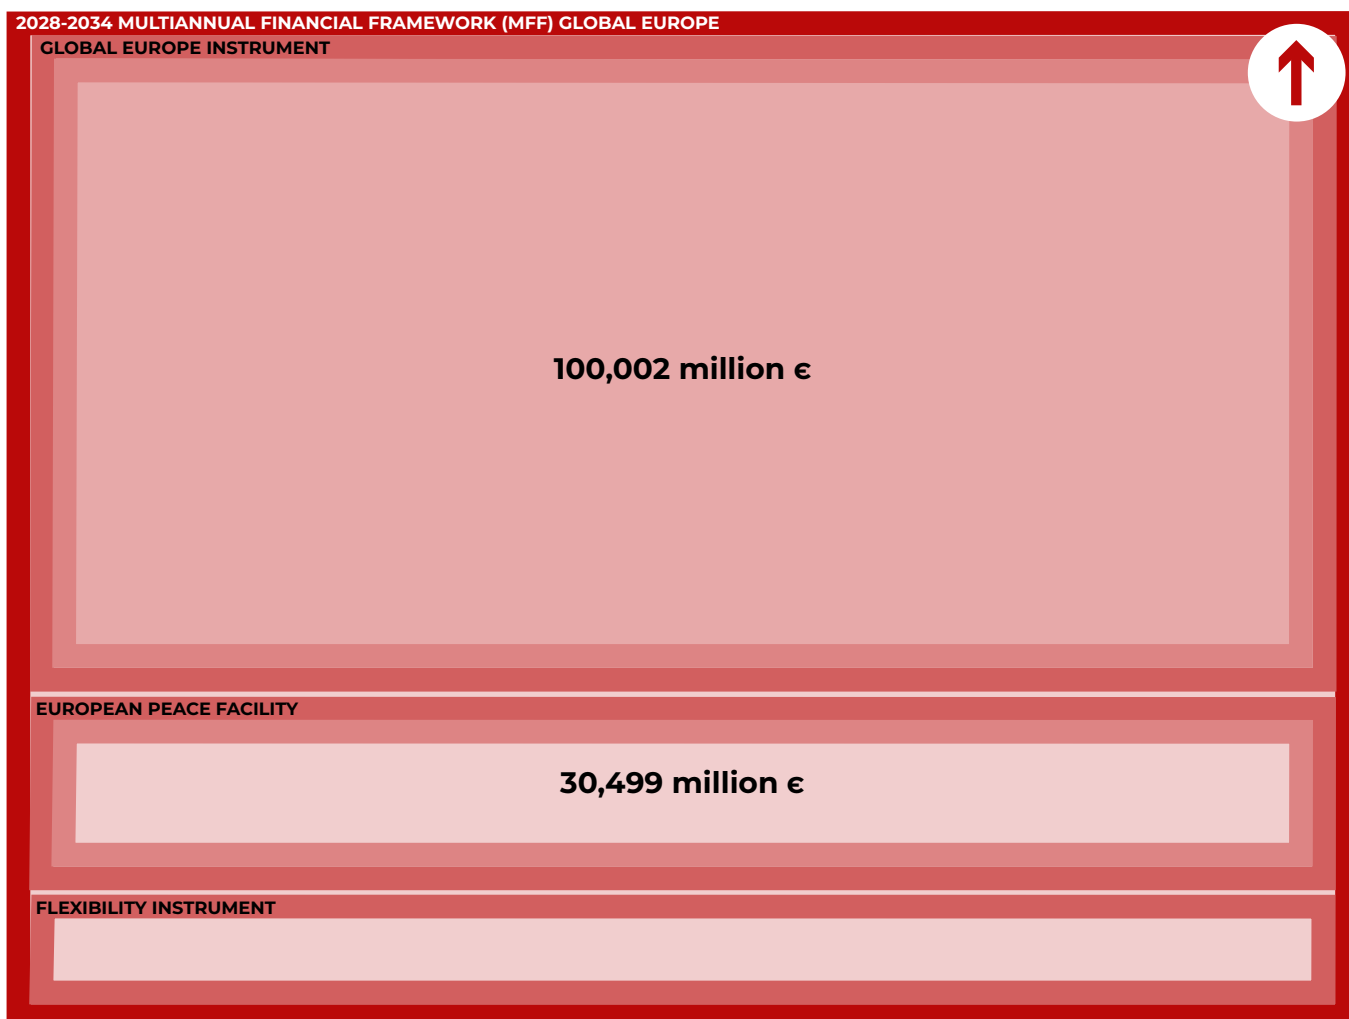 2028-2034 MULTIANNUAL FINANCIAL FRAMEWORK (MFF) GLOBAL EUROPE
GLOBAL EUROPE INSTRUMENT
100,002 million є
EUROPEAN PEACE FACILITY
30,499 million є
FLEXIBILITY INSTRUMENT